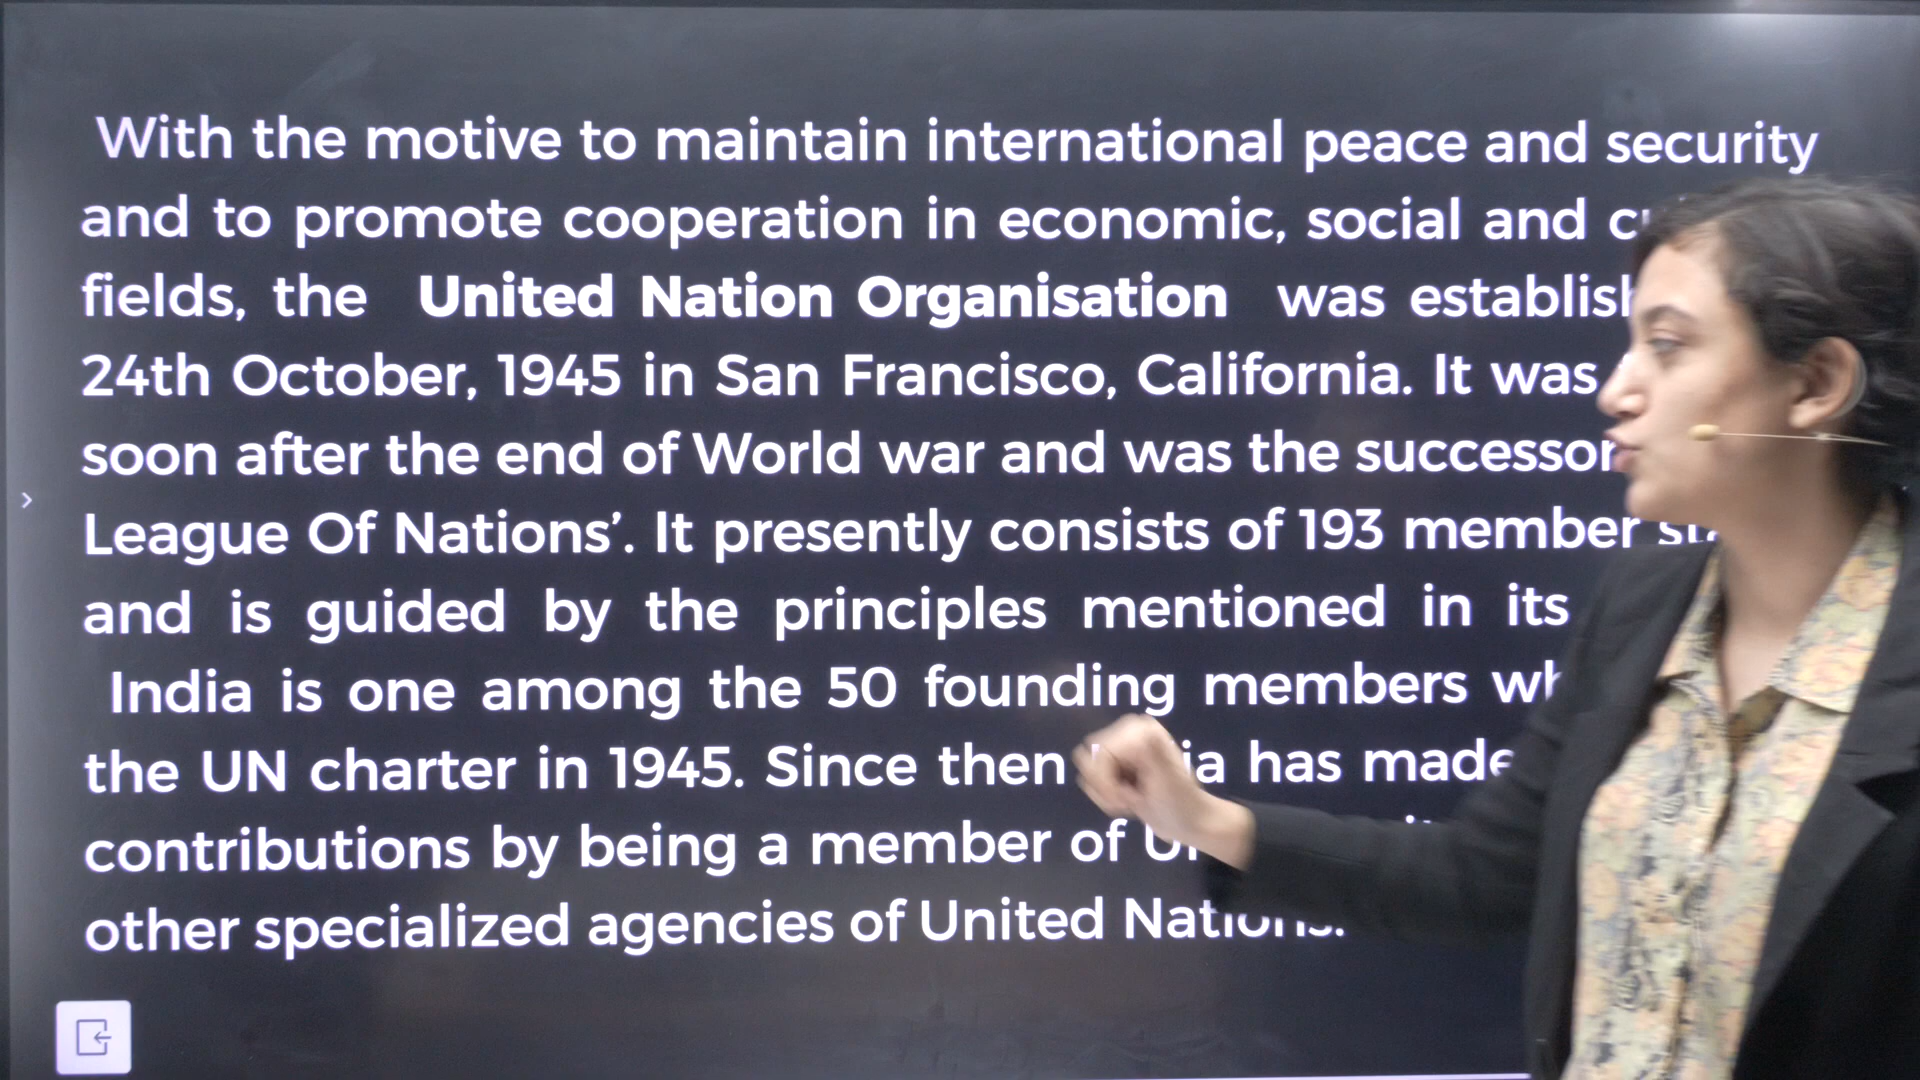 With the motive to maintain international peace and security
and to promote cooperation in economic, social and
fields, the United Nation Organisation was
24th October, 1945 in San Francisco, California. It was
soon after the end of World war and was the successor
League Of Nations’. It presently consists of 193 member
and is guided by the principles mentioned in its
India is one among the 50 founding members
the UN charter in 1945. Since then has made
contributions by being a member of
other specialized agencies of United Nations.